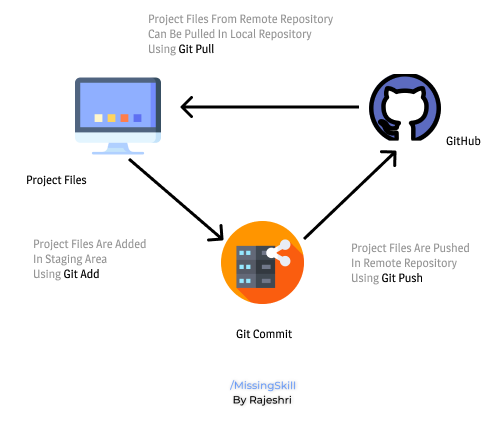 Project Files From Remote Repository
Can Be Pulled In Local Repository
Using Git Pull
GitHub
Project Files
Project Files Are Added
In Staging Area
Using Git Add
Project Files Are Pushed
In Remote Repository
Using Git Push
Git Commit
/MissingSkill
By Rajeshri